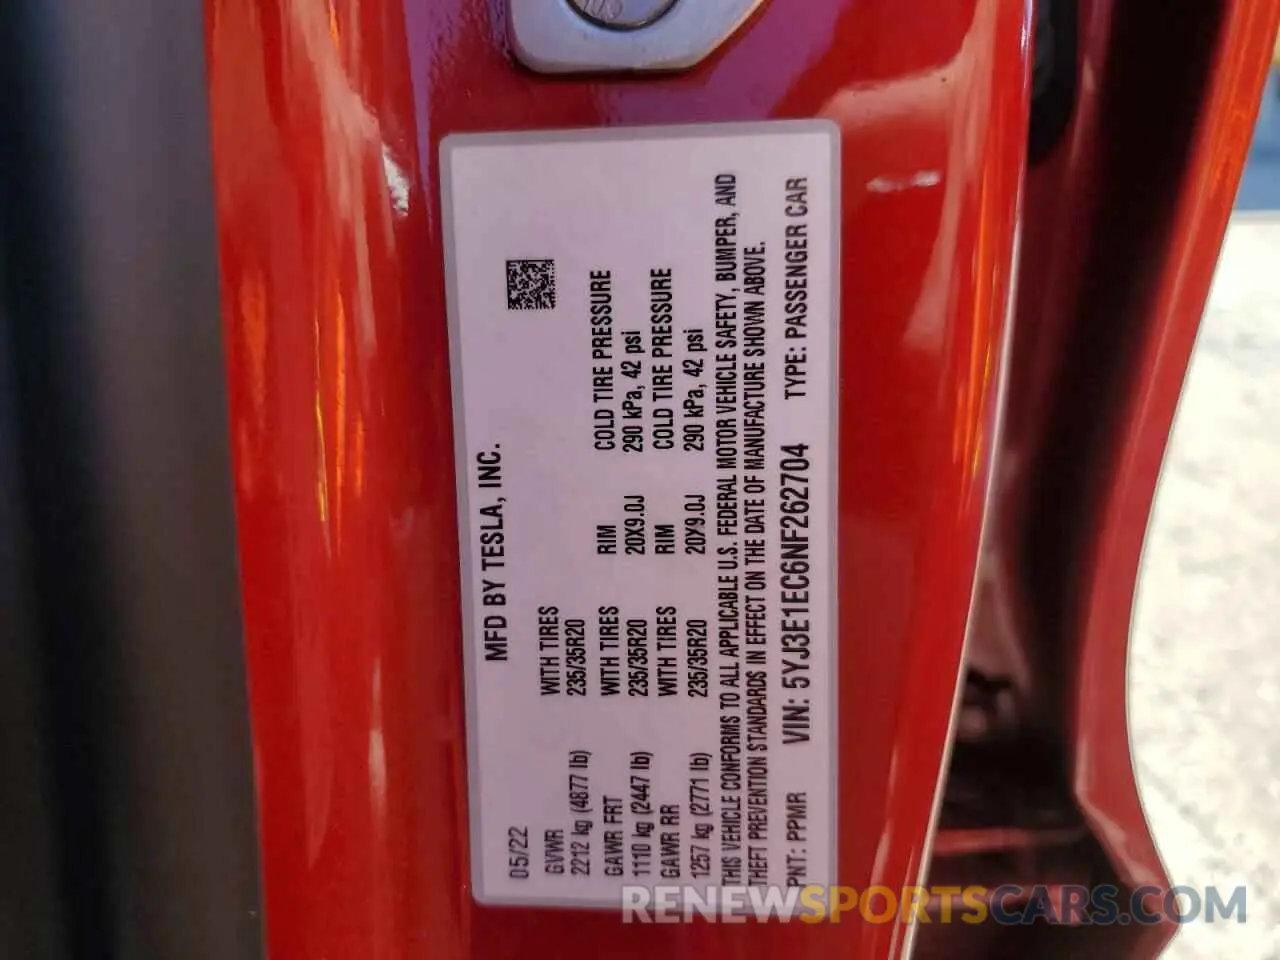 MFD BY TESLA, INC.
05/22
GVWR WITH TIRES
2212 kg (4877 lb) 235/35R20
GAWR FRT WITH TIRES RIM COLD TIRE PRESSURE
1110 kg (2447 lb) 235/35R20 20X9.0J 290 kPa, 42 psi
GAWR RR WITH TIRES RIM COLD TIRE PRESSURE
1257 kg (2771 lb) 235/35R20 20X9.0J 290 kPa, 42 psi
THIS VEHICLE CONFORMS TO ALL APPLICABLE U.S. FEDERAL MOTOR VEHICLE SAFETY, BUMPER, AND
THEFT PREVENTION STANDARDS IN EFFECT ON THE DATE OF MANUFACTURE SHOWN ABOVE.
PNT: PPMR VIN: 5YJ3E1EC6NF262704 TYPE: PASSENGER CAR
RENEWSPORTSCARS.COM